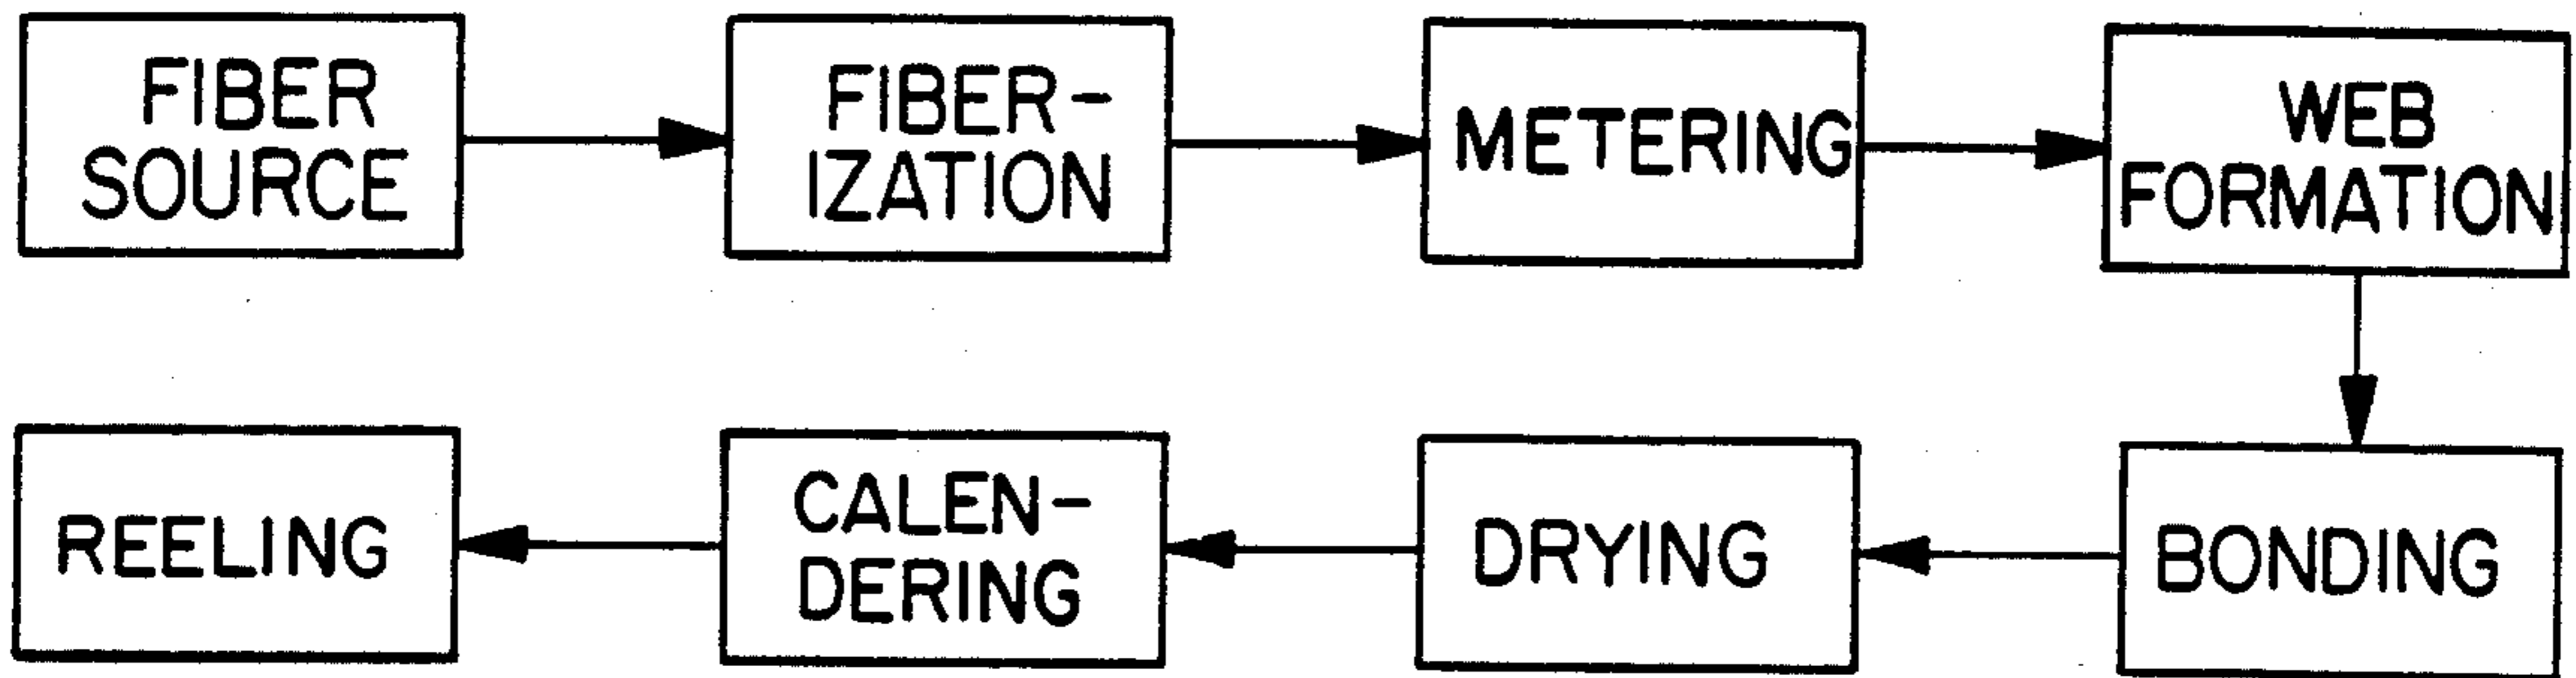 FIBER
SOURCE
FIBER-
IZATION
METERING
WEB
FORMATION
BONDING
DRYING
CALEN-
DERING
REELING